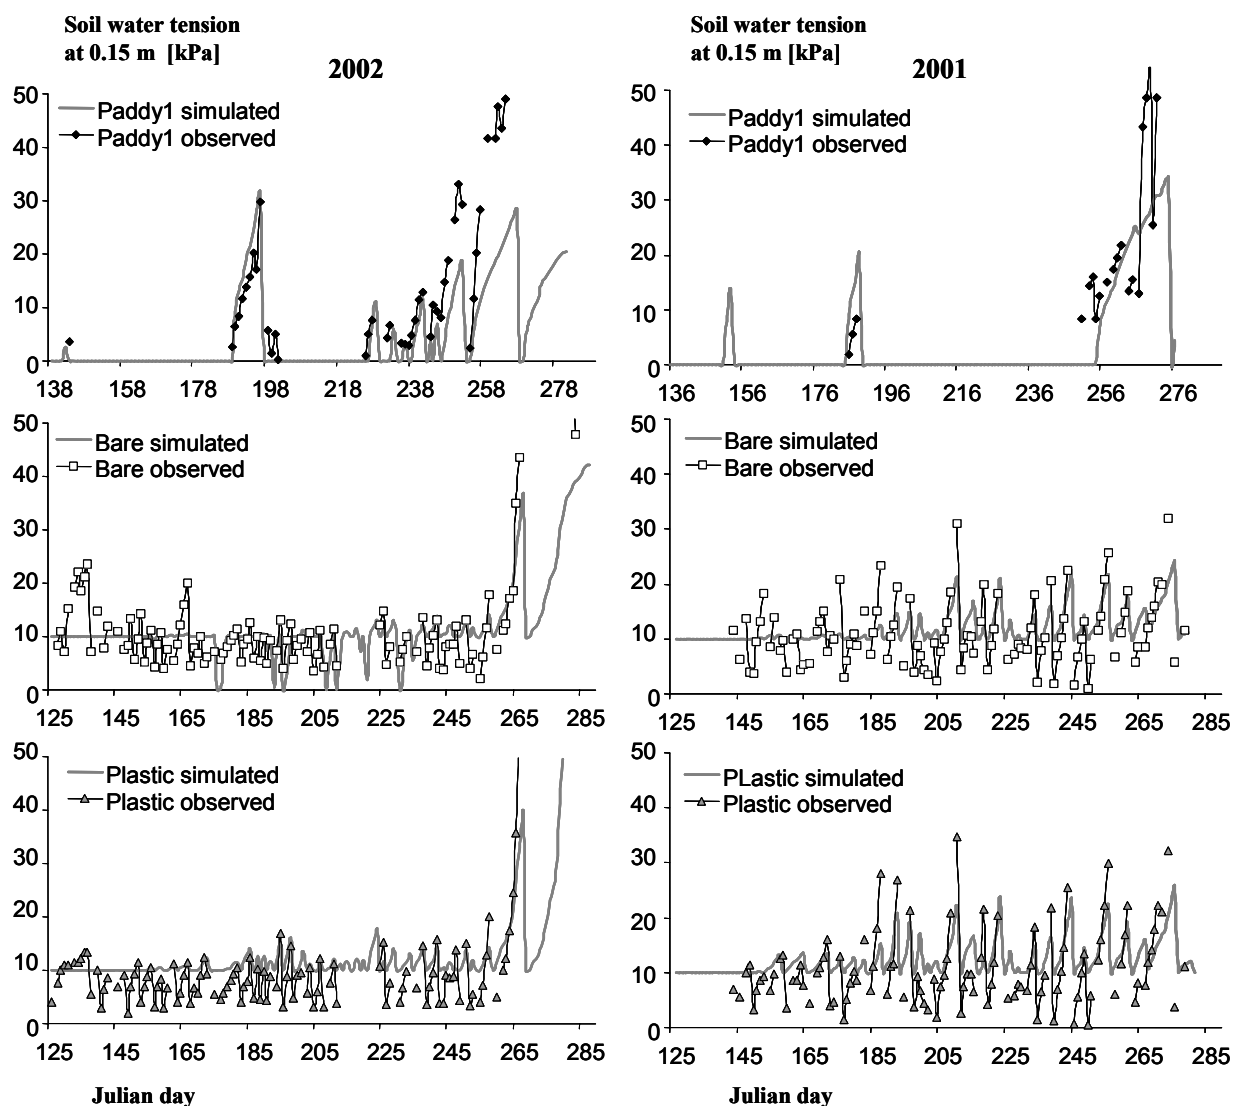 Soil water tension
at 0.15 m [kPa]
2002
50
40
30
20
10
0
Paddy1 simulated
Paddy1 observed
138 158 178 198 218 238 258 278
Soil water tension
at 0.15 m [kPa]
2001
50
40
30
20
10
0
Paddy1 simulated
Paddy1 observed
136 156 176 196 216 236 256 276
50
40
30
20
10
0
Bare simulated
Bare observed
125 145 165 185 205 225 245 265 285
50
40
30
20
10
0
Bare simulated
Bare observed
125 145 165 185 205 225 245 265 285
50
40
30
20
10
0
Plastic simulated
Plastic observed
125 145 165 185 205 225 245 265 285
Julian day
50
40
30
20
10
0
PLastic simulated
Plastic observed
125 145 165 185 205 225 245 265 285
Julian day